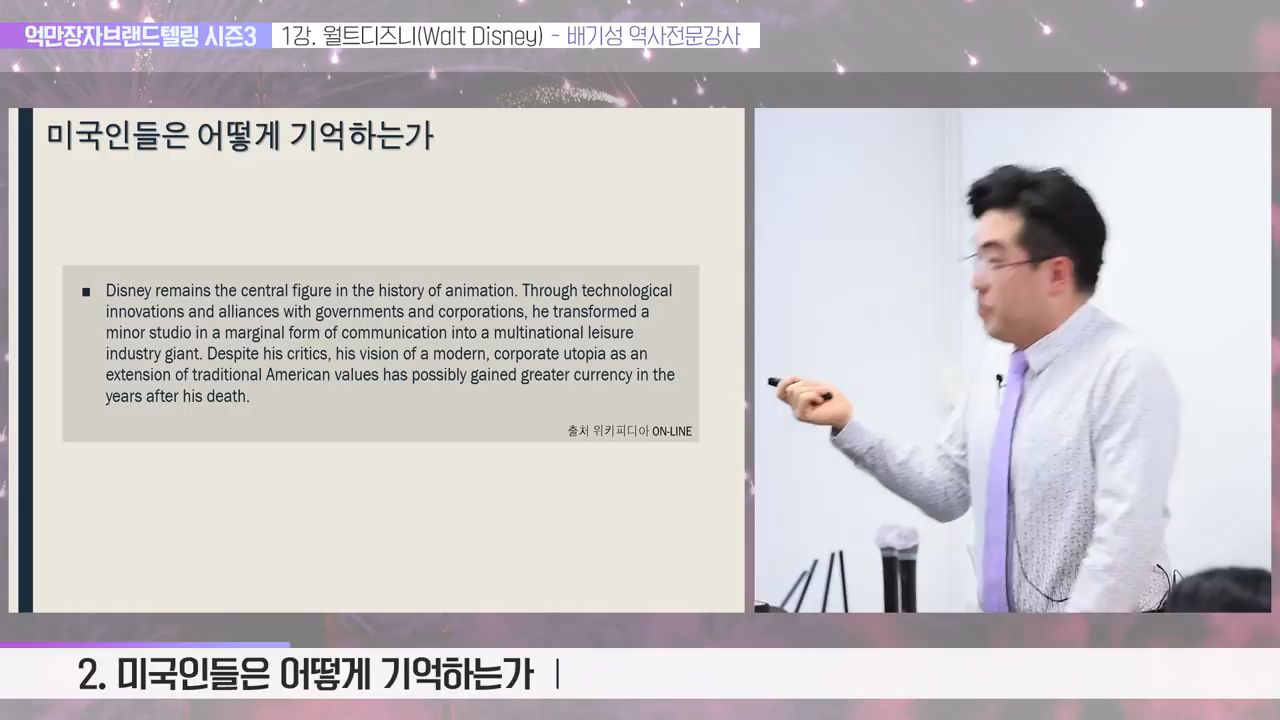 억만장자브랜드텔링 시즌3 1강. 월트디즈니(Walt Disney) - 배기성 역사전문강사
미국인들은 어떻게 기억하는가
■ Disney remains the central figure in the history of animation. Through technological
innovations and alliances with governments and corporations, he transformed a
minor studio in a marginal form of communication into a multinational leisure
industry giant. Despite his critics, his vision of a modern, corporate utopia as an
extension of traditional American values has possibly gained greater currency in the
years after his death.
출처 위키피디아 ON-LINE
2. 미국인들은 어떻게 기억하는가 |